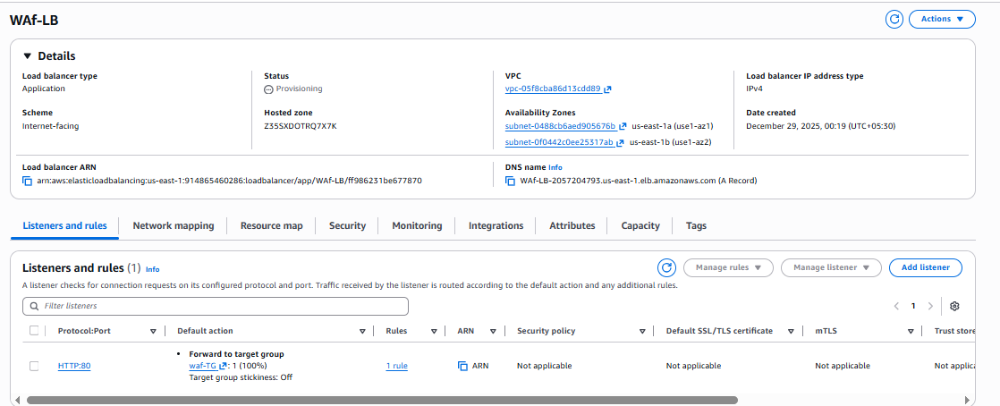 WAf-LB
Actions
Details
Load balancer type
Application
Status
Provisioning
VPC
vpc-05f8cba86d13cdd89
Load balancer IP address type
IPv4
Scheme
Internet-facing
Hosted zone
Z35SXDOTRQ7X7K
Availability Zones
subnet-0488cb6aed905676b us-east-1a (use1-az1)
subnet-0f0442c0ee25317ab us-east-1b (use1-az2)
Date created
December 29, 2025, 00:19 (UTC+05:30)
Load balancer ARN
arn:aws:elasticloadbalancing:us-east-1:914865460286:loadbalancer/app/WAf-LB/ff986231be677870
DNS name Info
WAf-LB-2057204793.us-east-1.elb.amazonaws.com (A Record)
Listeners and rules Network mapping Resource map Security Monitoring Integrations Attributes Capacity Tags
Listeners and rules (1) Info
Manage rules Manage listener Add listener
A listener checks for connection requests on its configured protocol and port. Traffic received by the listener is routed according to the default action and any additional rules.
Filter listeners
1
Protocol:Port Default action Rules ARN Security policy Default SSL/TLS certificate mTLS Trust store
HTTP:80
• Forward to target group
waf-TG : 1 (100%)
Target group stickiness: Off
1 rule
ARN
Not applicable
Not applicable
Not applicable
Not applica